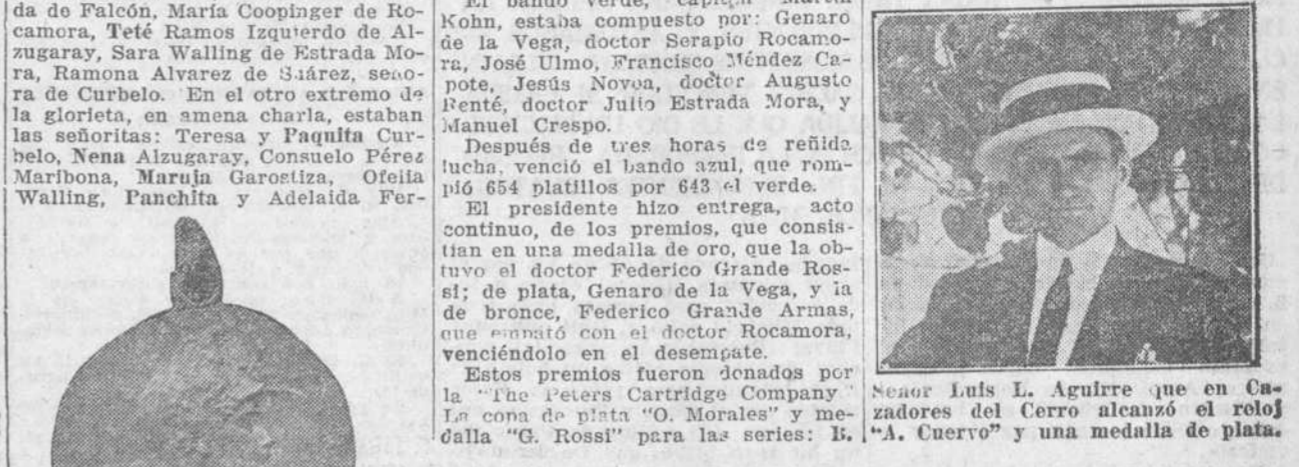 da de Falcón, María Coopinger de Ro-
camora, Teté Ramos Izquierdo de Al-
zugaray, Sara Walling de Estrada Mo-
ra, Ramona Alvarez de Suárez, seño-
ra de Curbelo. En el otro extremo de
la glorieta, en amena charla, estaban
las señoritas: Teresa y Paquita Cur-
belo, Nena Alzugaray, Consuelo Pérez
Maribona, Maruja Garostiza, Ofelia
Walling, Panchita y Adelaida Fer-
El bando verde, capitán Martín
Kohn, estaba compuesto por: Genaro
de la Vega, doctor Serapio Rocamo-
ra, José Ulmo, Francisco Méndez Ca-
pote, Jesús Novoa, doctor Augusto
Renté, doctor Julio Estrada Mora, y
Manuel Crespo.
Después de tres horas de reñida
lucha, venció el bando azul, que rom-
pió 654 platillos por 643 el verde.
El presidente hizo entrega, acto
continuo, de los premios, que consis-
tían en una medalla de oro, que la ob-
tuvo el doctor Federico Grande Ros-
si; de plata, Genaro de la Vega, y la
de bronce, Federico Grande Armas,
que empató con el doctor Rocamora,
venciéndolo en el desempate.
Estos premios fueron donados por
la "The Peters Cartridge Company."
La copa de plata "O. Morales" y me-
dalla "G. Rossi" para las series: B.
Señor Luis L. Aguirre que en Ca-
zadores del Cerro alcanzó el reloj
"A. Cuervo" y una medalla de plata.